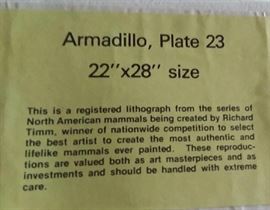 Armadillo, Plate 23
22''x28'' size
This is a registered lithograph from the series of
North American mammals being created by Richard
Timm, winner of nationwide competition to select
the best artist to create the most authentic and
lifelike mammals ever painted. These reproduc-
tions are valued both as art masterpieces and as
investments and should be handled with extreme
care.